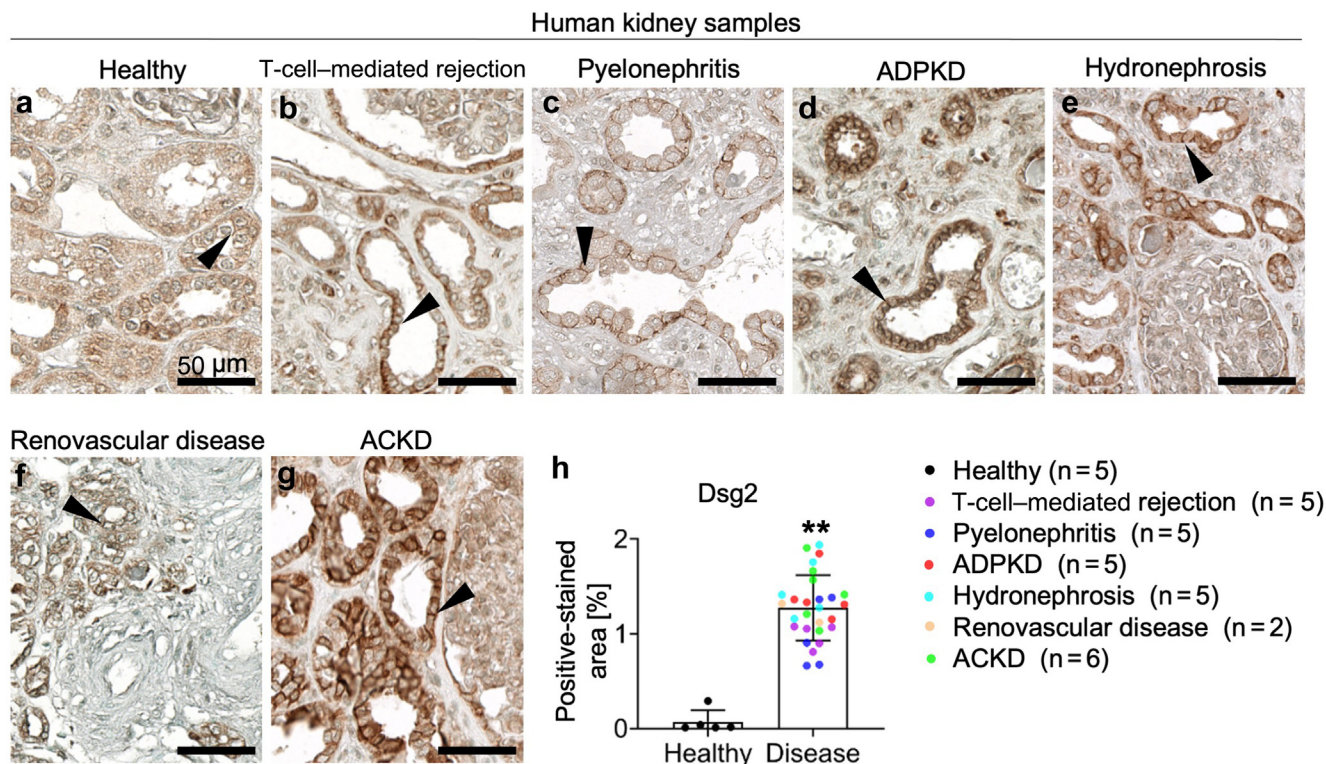 Human kidney samples
Healthy
T-cell–mediated rejection
Pyelonephritis
ADPKD
Hydronephrosis
a
b
c
d
e
50 µm
Renovascular disease
ACKD
f
g
h
Dsg2
**
Positive-stained
area [%]
2
1
0
Healthy
Disease
Healthy (n = 5)
T-cell–mediated rejection (n = 5)
Pyelonephritis (n = 5)
ADPKD (n = 5)
Hydronephrosis (n = 5)
Renovascular disease (n = 2)
ACKD (n = 6)